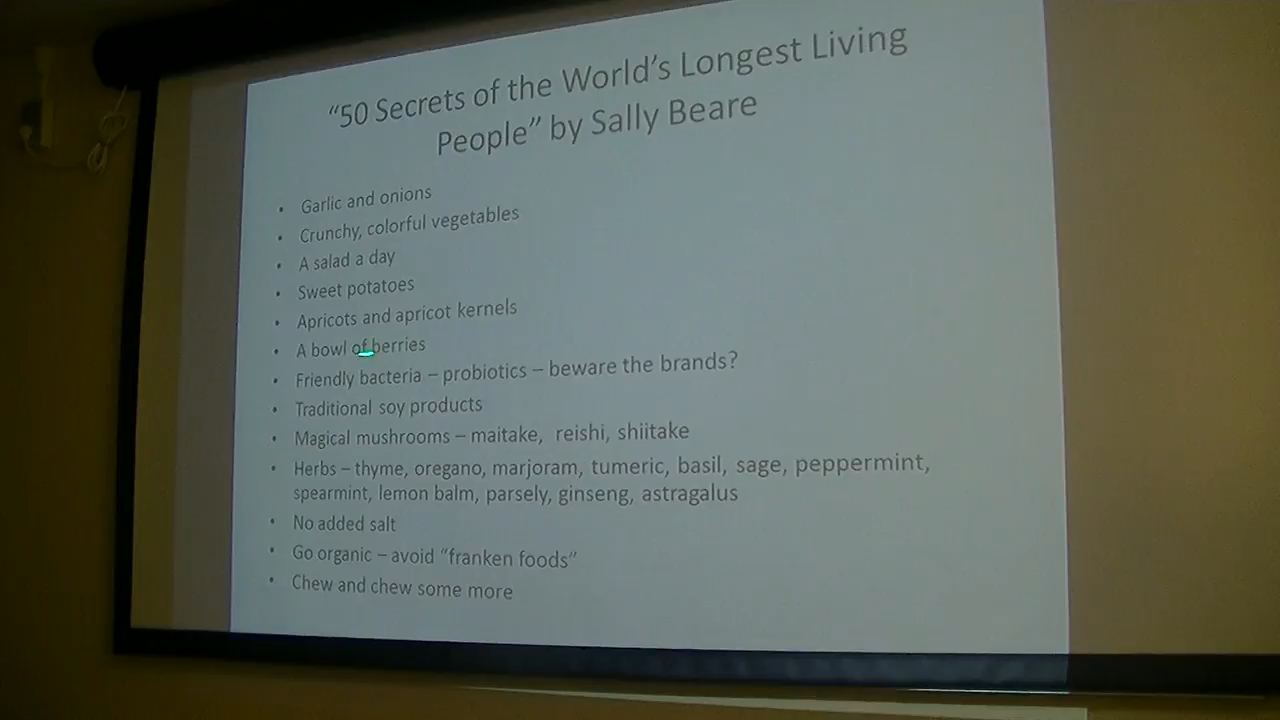 “50 Secrets of the World’s Longest Living
People” by Sally Beare
• Garlic and onions
• Crunchy, colorful vegetables
• A salad a day
• Sweet potatoes
• Apricots and apricot kernels
• A bowl of berries
• Friendly bacteria – probiotics – beware the brands?
• Traditional soy products
• Magical mushrooms – maitake, reishi, shiitake
• Herbs – thyme, oregano, marjoram, tumeric, basil, sage, peppermint,
spearmint, lemon balm, parsely, ginseng, astragalus
• No added salt
• Go organic – avoid “franken foods”
• Chew and chew some more